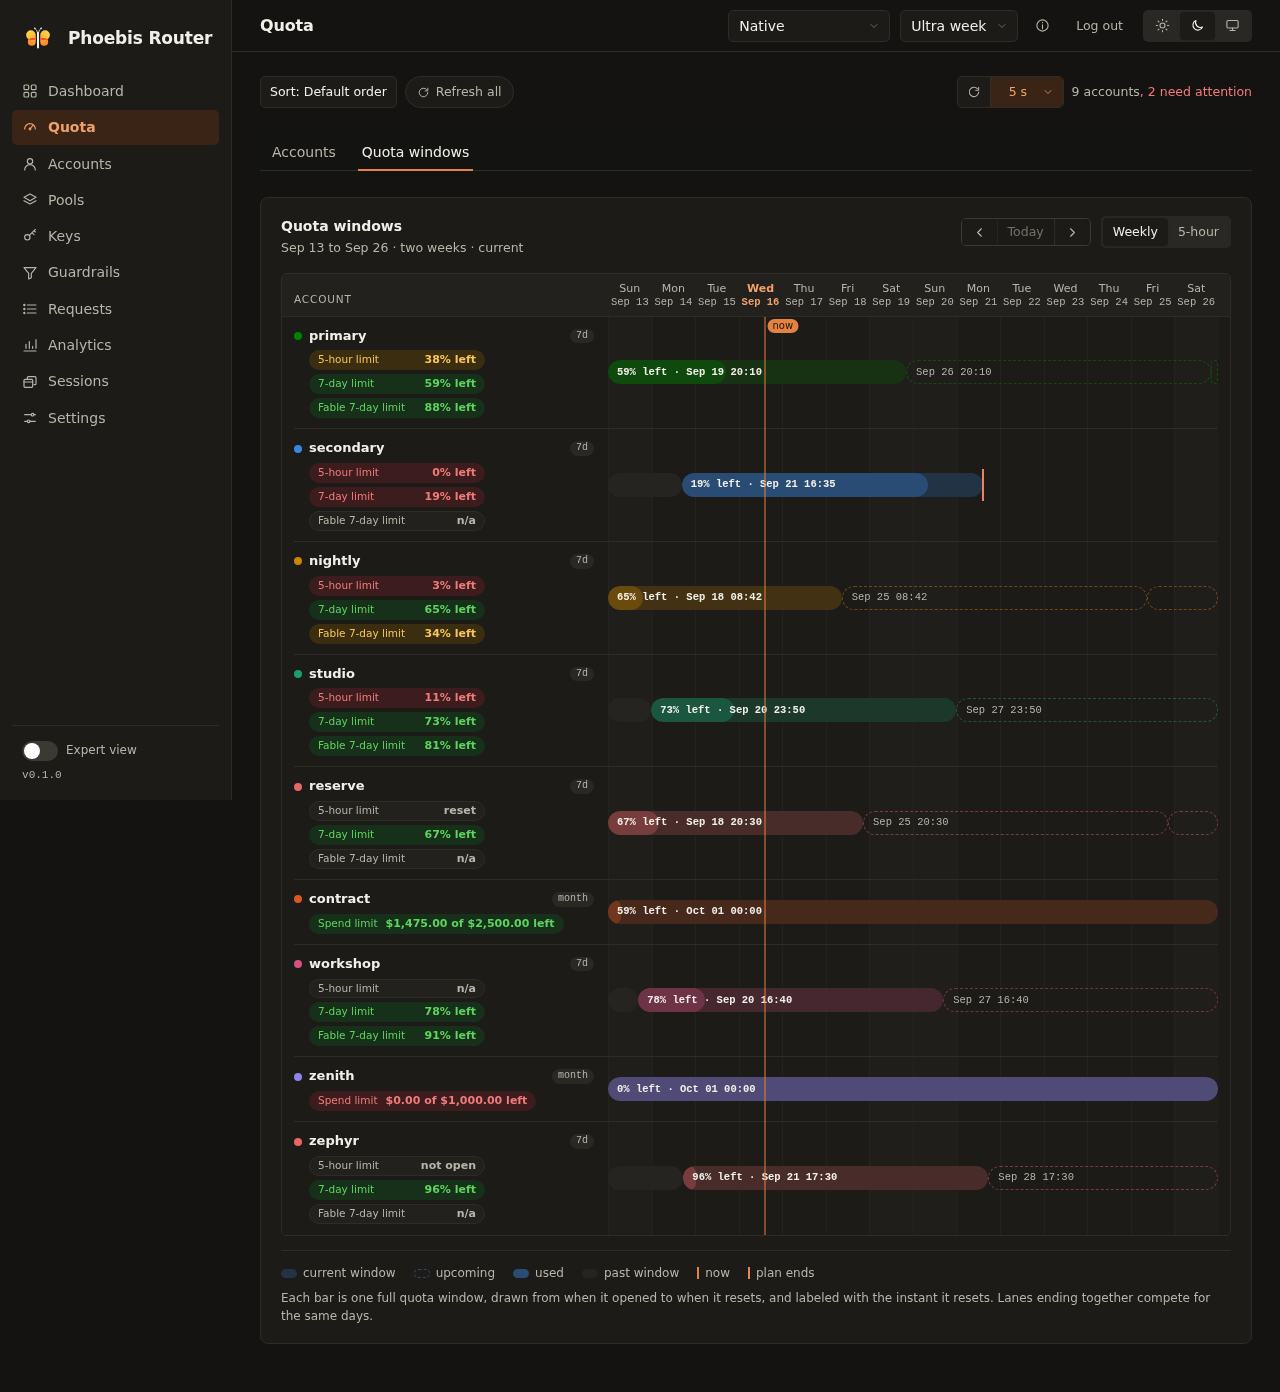 Phoebis Router
Dashboard
Quota
Accounts
Pools
Keys
Guardrails
Requests
Analytics
Sessions
Settings
Expert view
v0.1.0
Quota
Native
Ultra week
Log out
Sort: Default order
Refresh all
5 s
9 accounts, 2 need attention
Accounts
Quota windows
Quota windows
Sep 13 to Sep 26 · two weeks · current
Today
Weekly
5-hour
ACCOUNT
Sun Mon Tue Wed Thu Fri Sat Sun Mon Tue Wed Thu Fri Sat
Sep 13 Sep 14 Sep 15 Sep 16 Sep 17 Sep 18 Sep 19 Sep 20 Sep 21 Sep 22 Sep 23 Sep 24 Sep 25 Sep 26
now
primary 7d
5-hour limit 38% left
7-day limit 59% left
Fable 7-day limit 88% left
59% left · Sep 19 20:10
Sep 26 20:10
secondary 7d
5-hour limit 0% left
7-day limit 19% left
Fable 7-day limit n/a
19% left · Sep 21 16:35
nightly 7d
5-hour limit 3% left
7-day limit 65% left
Fable 7-day limit 34% left
65% left · Sep 18 08:42
Sep 25 08:42
studio 7d
5-hour limit 11% left
7-day limit 73% left
Fable 7-day limit 81% left
73% left · Sep 20 23:50
Sep 27 23:50
reserve 7d
5-hour limit reset
7-day limit 67% left
Fable 7-day limit n/a
67% left · Sep 18 20:30
Sep 25 20:30
contract month
Spend limit $1,475.00 of $2,500.00 left
59% left · Oct 01 00:00
workshop 7d
5-hour limit n/a
7-day limit 78% left
Fable 7-day limit 91% left
78% left · Sep 20 16:40
Sep 27 16:40
zenith month
Spend limit $0.00 of $1,000.00 left
0% left · Oct 01 00:00
zephyr 7d
5-hour limit not open
7-day limit 96% left
Fable 7-day limit n/a
96% left · Sep 21 17:30
Sep 28 17:30
current window
upcoming
used
past window
now
plan ends
Each bar is one full quota window, drawn from when it opened to when it resets, and labeled with the instant it resets. Lanes ending together compete for
the same days.